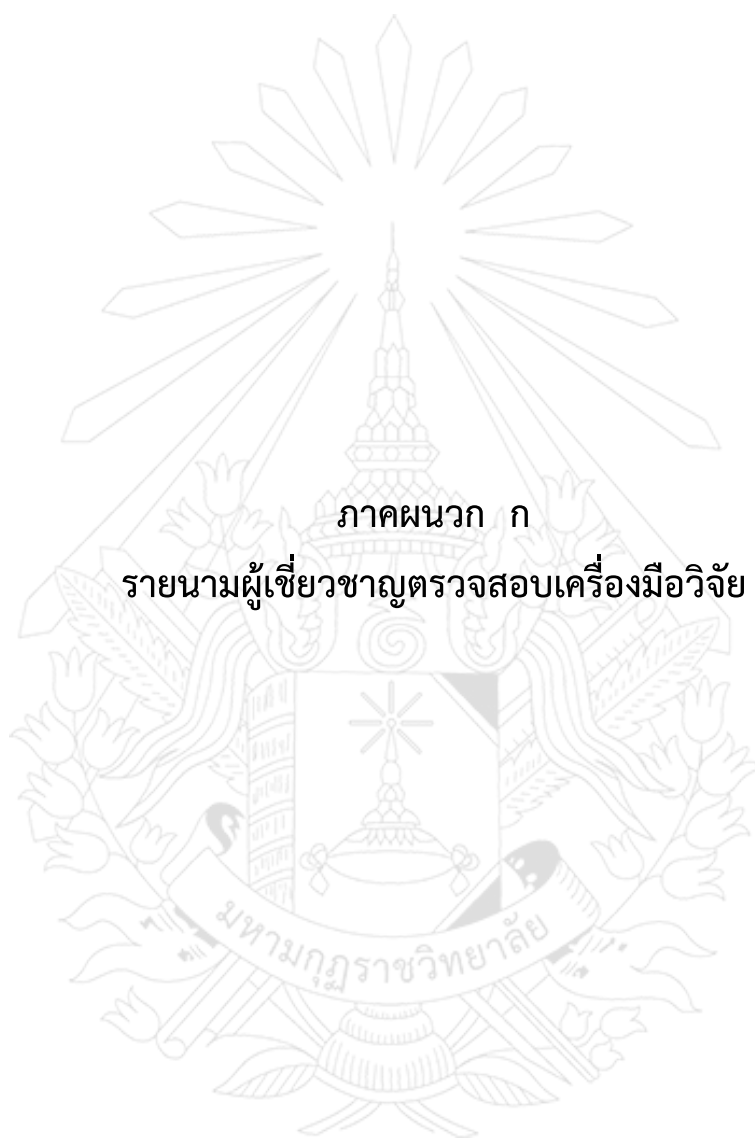 ภาคผนวก ก
รายนามผู้เชี่ยวชาญตรวจสอบเครื่องมือวิจัย
มหามกุฏราชวิทยาลัย